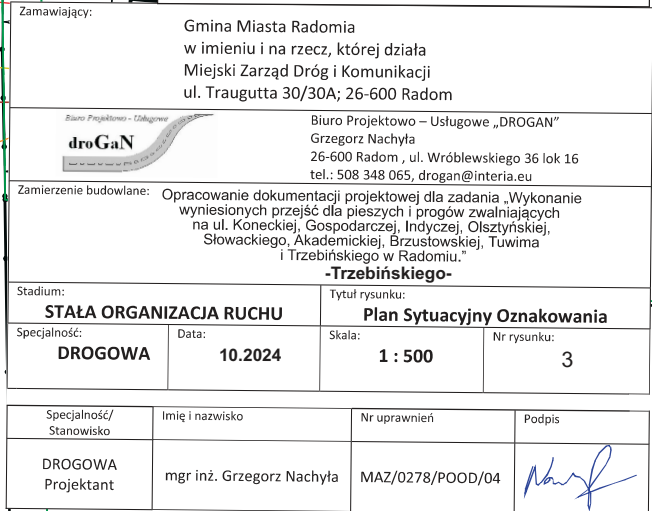 Zamawiający:
Gmina Miasta Radomia
w imieniu i na rzecz, której działa
Miejski Zarząd Dróg i Komunikacji
ul. Traugutta 30/30A; 26-600 Radom
Biuro Projektowo - Usługowe
droGaN
Biuro Projektowo – Usługowe „DROGAN”
Grzegorz Nachyła
26-600 Radom , ul. Wróblewskiego 36 lok 16
tel.: 508 348 065, drogan@interia.eu
Zamierzenie budowlane:
Opracowanie dokumentacji projektowej dla zadania „Wykonanie
wyniesionych przejść dla pieszych i progów zwalniających
na ul. Koneckiej, Gospodarczej, Indyczej, Olsztyńskiej,
Słowackiego, Akademickiej, Brzustowskiej, Tuwima
i Trzebińskiego w Radomiu.”
-Trzebińskiego-
Stadium:
STAŁA ORGANIZACJA RUCHU
Tytuł rysunku:
Plan Sytuacyjny Oznakowania
Specjalność:
DROGOWA
Data:
10.2024
Skala:
1 : 500
Nr rysunku:
3
Specjalność/
Stanowisko
Imię i nazwisko
Nr uprawnień
Podpis
DROGOWA
Projektant
mgr inż. Grzegorz Nachyła
MAZ/0278/POOD/04